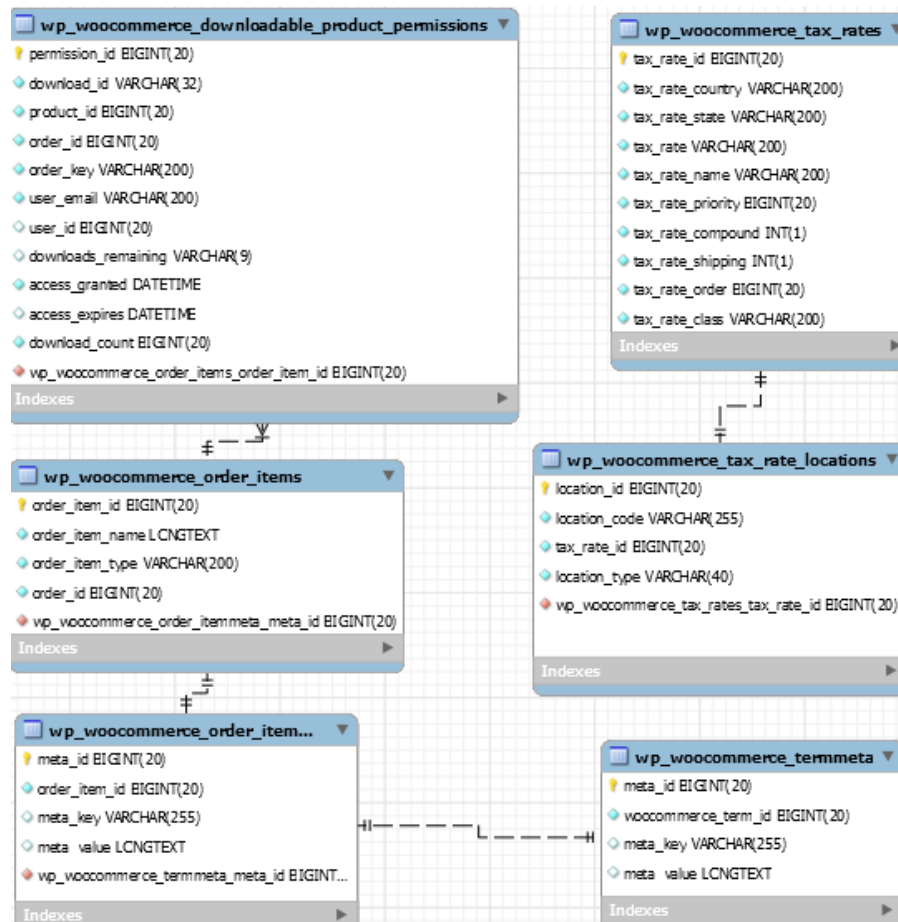 wp_woocommerce_downloadable_product_permissions
permission_id BIGINT(20)
download_id VARCHAR(32)
product_id BIGINT(20)
order_id BIGINT(20)
order_key VARCHAR(200)
user_email VARCHAR(200)
user_id BIGINT(20)
downloads_remaining VARCHAR(9)
access_granted DATETIME
access_expires DATETIME
download_count BIGINT(20)
wp_woocommerce_order_items_order_item_id BIGINT(20)
Indexes
wp_woocommerce_tax_rates
tax_rate_id BIGINT(20)
tax_rate_country VARCHAR(200)
tax_rate_state VARCHAR(200)
tax_rate VARCHAR(200)
tax_rate_name VARCHAR(200)
tax_rate_priority BIGINT(20)
tax_rate_compound INT(1)
tax_rate_shipping INT(1)
tax_rate_order BIGINT(20)
tax_rate_class VARCHAR(200)
Indexes
wp_woocommerce_order_items
order_item_id BIGINT(20)
order_item_name LONGTEXT
order_item_type VARCHAR(200)
order_id BIGINT(20)
wp_woocommerce_order_itemmeta_meta_id BIGINT(20)
Indexes
wp_woocommerce_tax_rate_locations
location_id BIGINT(20)
location_code VARCHAR(255)
tax_rate_id BIGINT(20)
location_type VARCHAR(40)
wp_woocommerce_tax_rates_tax_rate_id BIGINT(20)
Indexes
wp_woocommerce_order_item...
meta_id BIGINT(20)
order_item_id BIGINT(20)
meta_key VARCHAR(255)
meta_value LONGTEXT
wp_woocommerce_termmeta_meta_id BIGINT...
Indexes
wp_woocommerce_termmeta
meta_id BIGINT(20)
woocommerce_term_id BIGINT(20)
meta_key VARCHAR(255)
meta_value LONGTEXT
Indexes